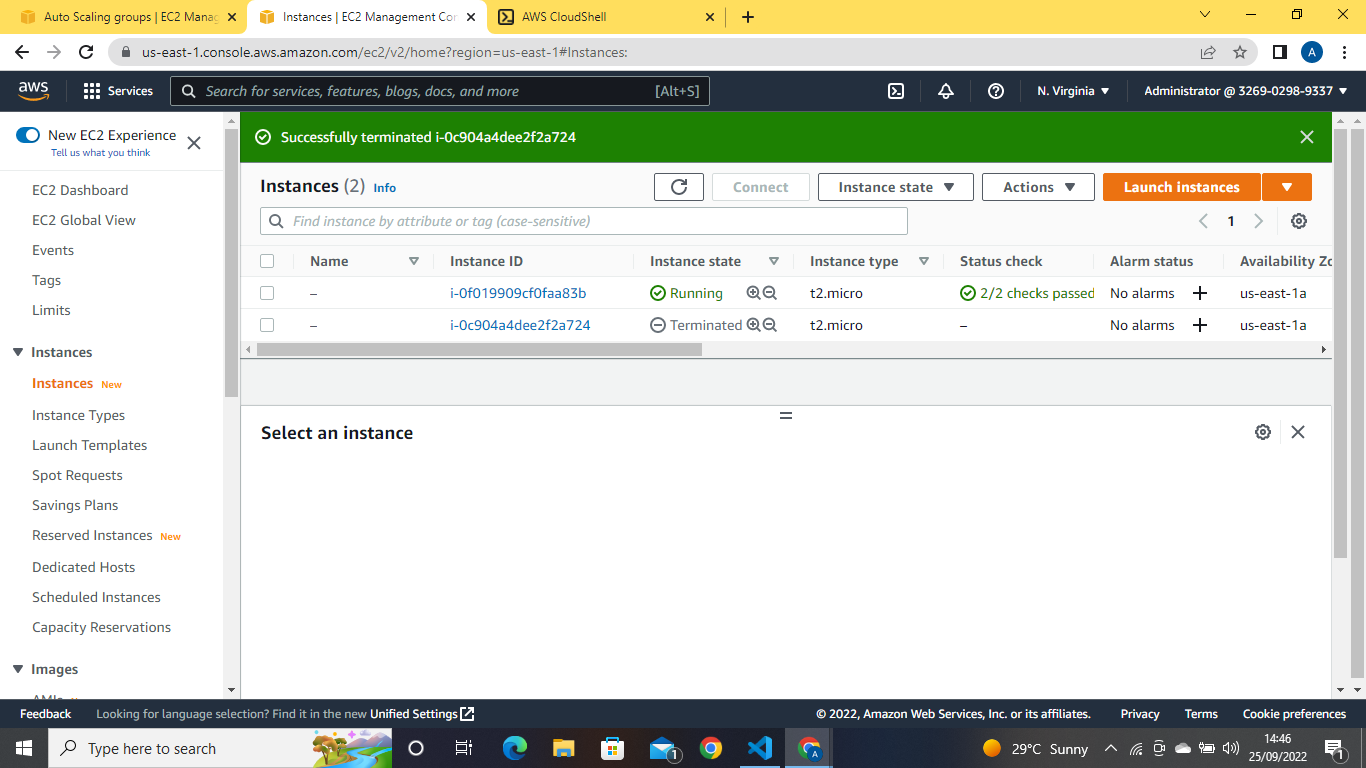 Auto Scaling groups | EC2 Manag
Instances | EC2 Management Con
AWS CloudShell
us-east-1.console.aws.amazon.com/ec2/v2/home?region=us-east-1#Instances:
A
aws
Services
Search for services, features, blogs, docs, and more
[Alt+S]
N. Virginia
Administrator @ 3269-0298-9337
New EC2 Experience
Tell us what you think
EC2 Dashboard
EC2 Global View
Events
Tags
Limits
Instances
Instances New
Instance Types
Launch Templates
Spot Requests
Savings Plans
Reserved Instances New
Dedicated Hosts
Scheduled Instances
Capacity Reservations
Images
Successfully terminated i-0c904a4dee2f2a724
Instances (2) Info
Connect
Instance state
Actions
Launch instances
Find instance by attribute or tag (case-sensitive)
1
Name Instance ID Instance state Instance type Status check Alarm status Availability Zo
– i-0f019909cf0faa83b Running t2.micro 2/2 checks passed No alarms + us-east-1a
– i-0c904a4dee2f2a724 Terminated t2.micro – No alarms + us-east-1a
Select an instance
Feedback Looking for language selection? Find it in the new Unified Settings
© 2022, Amazon Web Services, Inc. or its affiliates. Privacy Terms Cookie preferences
Type here to search
1
A
29°C Sunny
14:46
25/09/2022
1